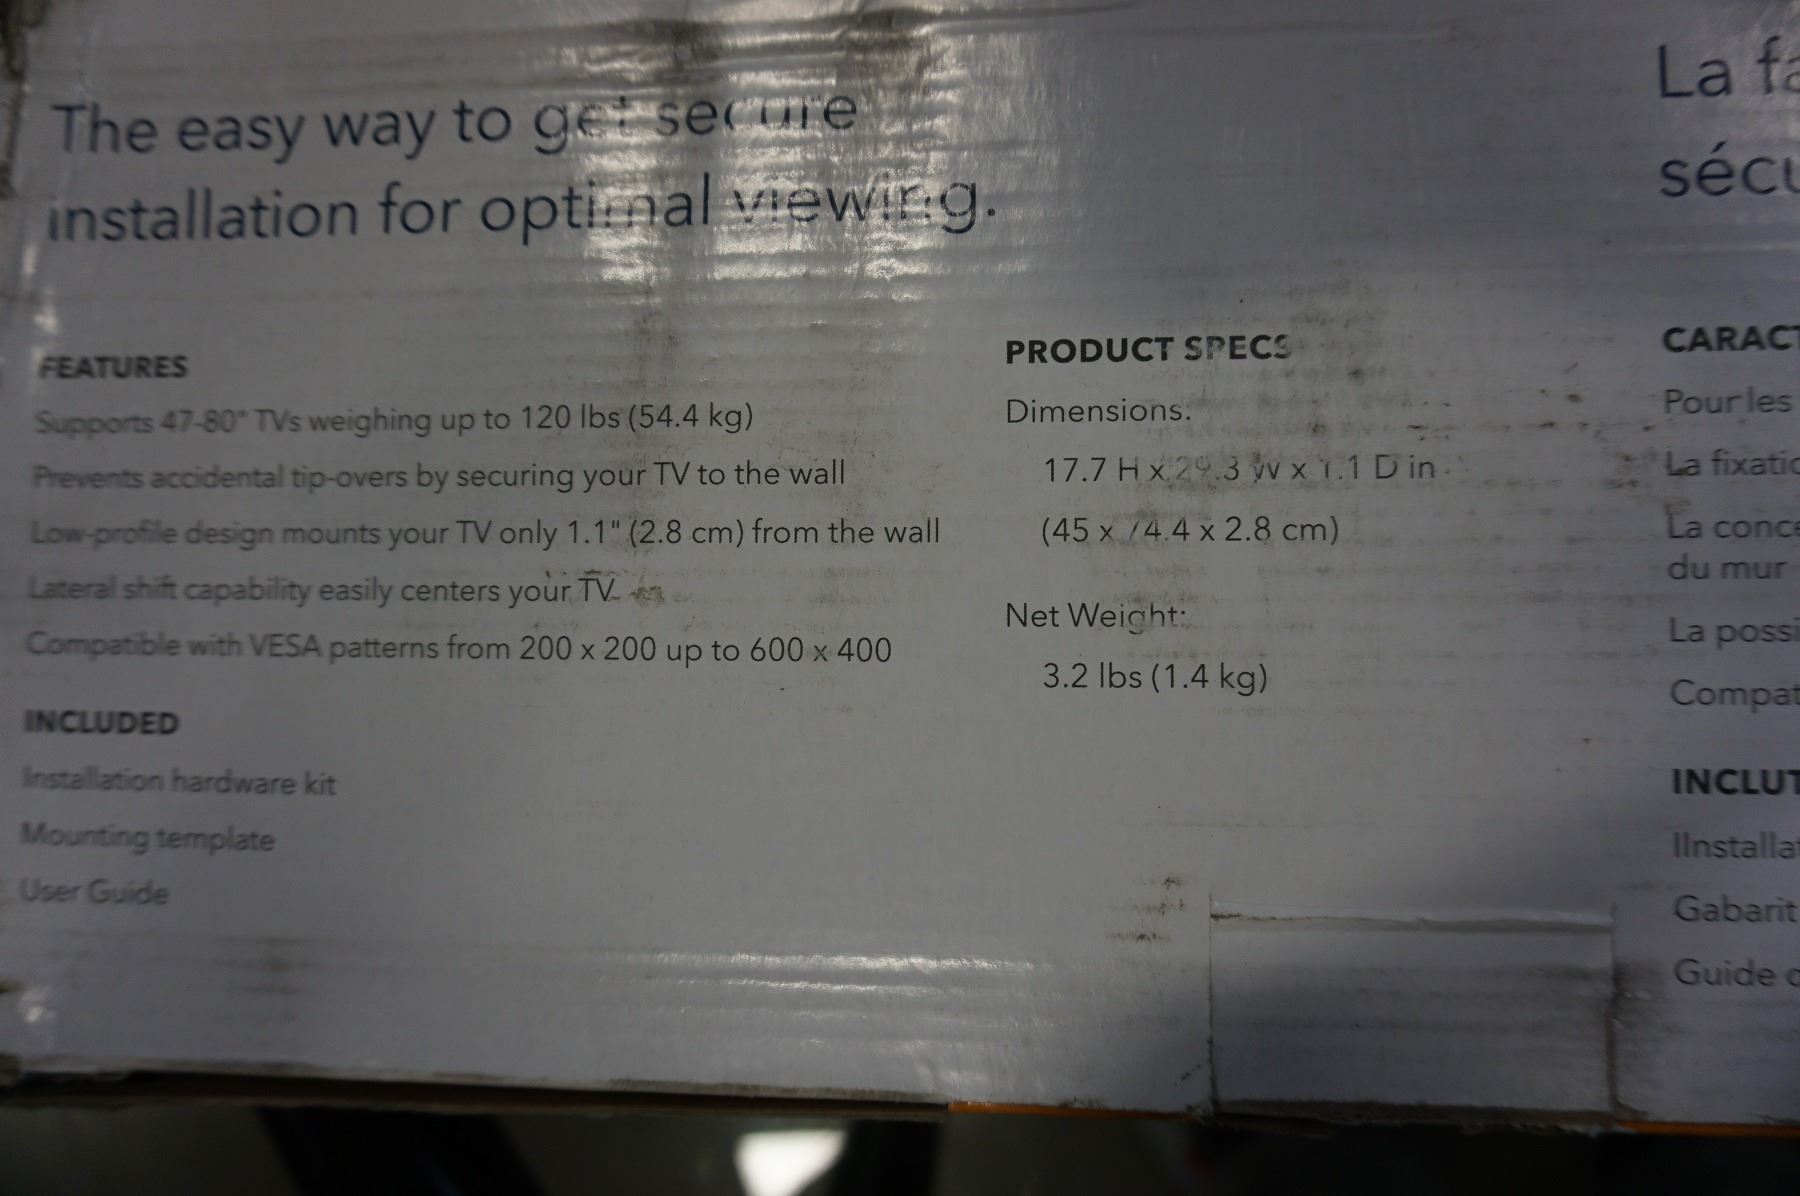 The easy way to get secure
installation for optimal viewing.
FEATURES
Supports 47-80" TVs weighing up to 120 lbs (54.4 kg)
Prevents accidental tip-overs by securing your TV to the wall
Low-profile design mounts your TV only 1.1" (2.8 cm) from the wall
Lateral shift capability easily centers your TV.
Compatible with VESA patterns from 200 x 200 up to 600 x 400
INCLUDED
Installation hardware kit
Mounting template
User Guide
PRODUCT SPECS
Dimensions:
17.7 H x 29.3 W x 1.1 D in
(45 x 74.4 x 2.8 cm)
Net Weight:
3.2 lbs (1.4 kg)
La fa
sécu
CARACT
Pour les
La fixatio
La conce
du mur
La possi
Compat
INCLUT
IInstallat
Gabarit
Guide d